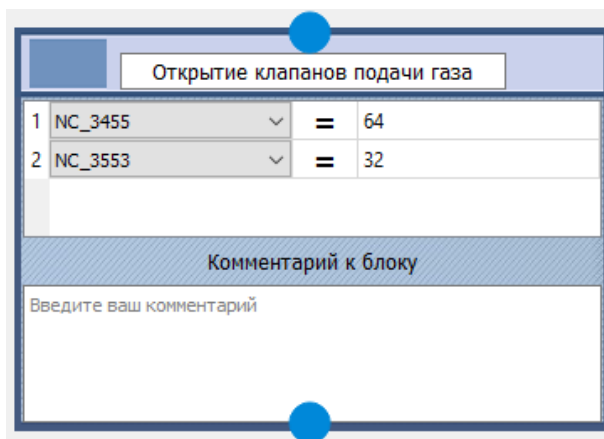 Открытие клапанов подачи газа
1 NC_3455 = 64
2 NC_3553 = 32
Комментарий к блоку
Введите ваш комментарий